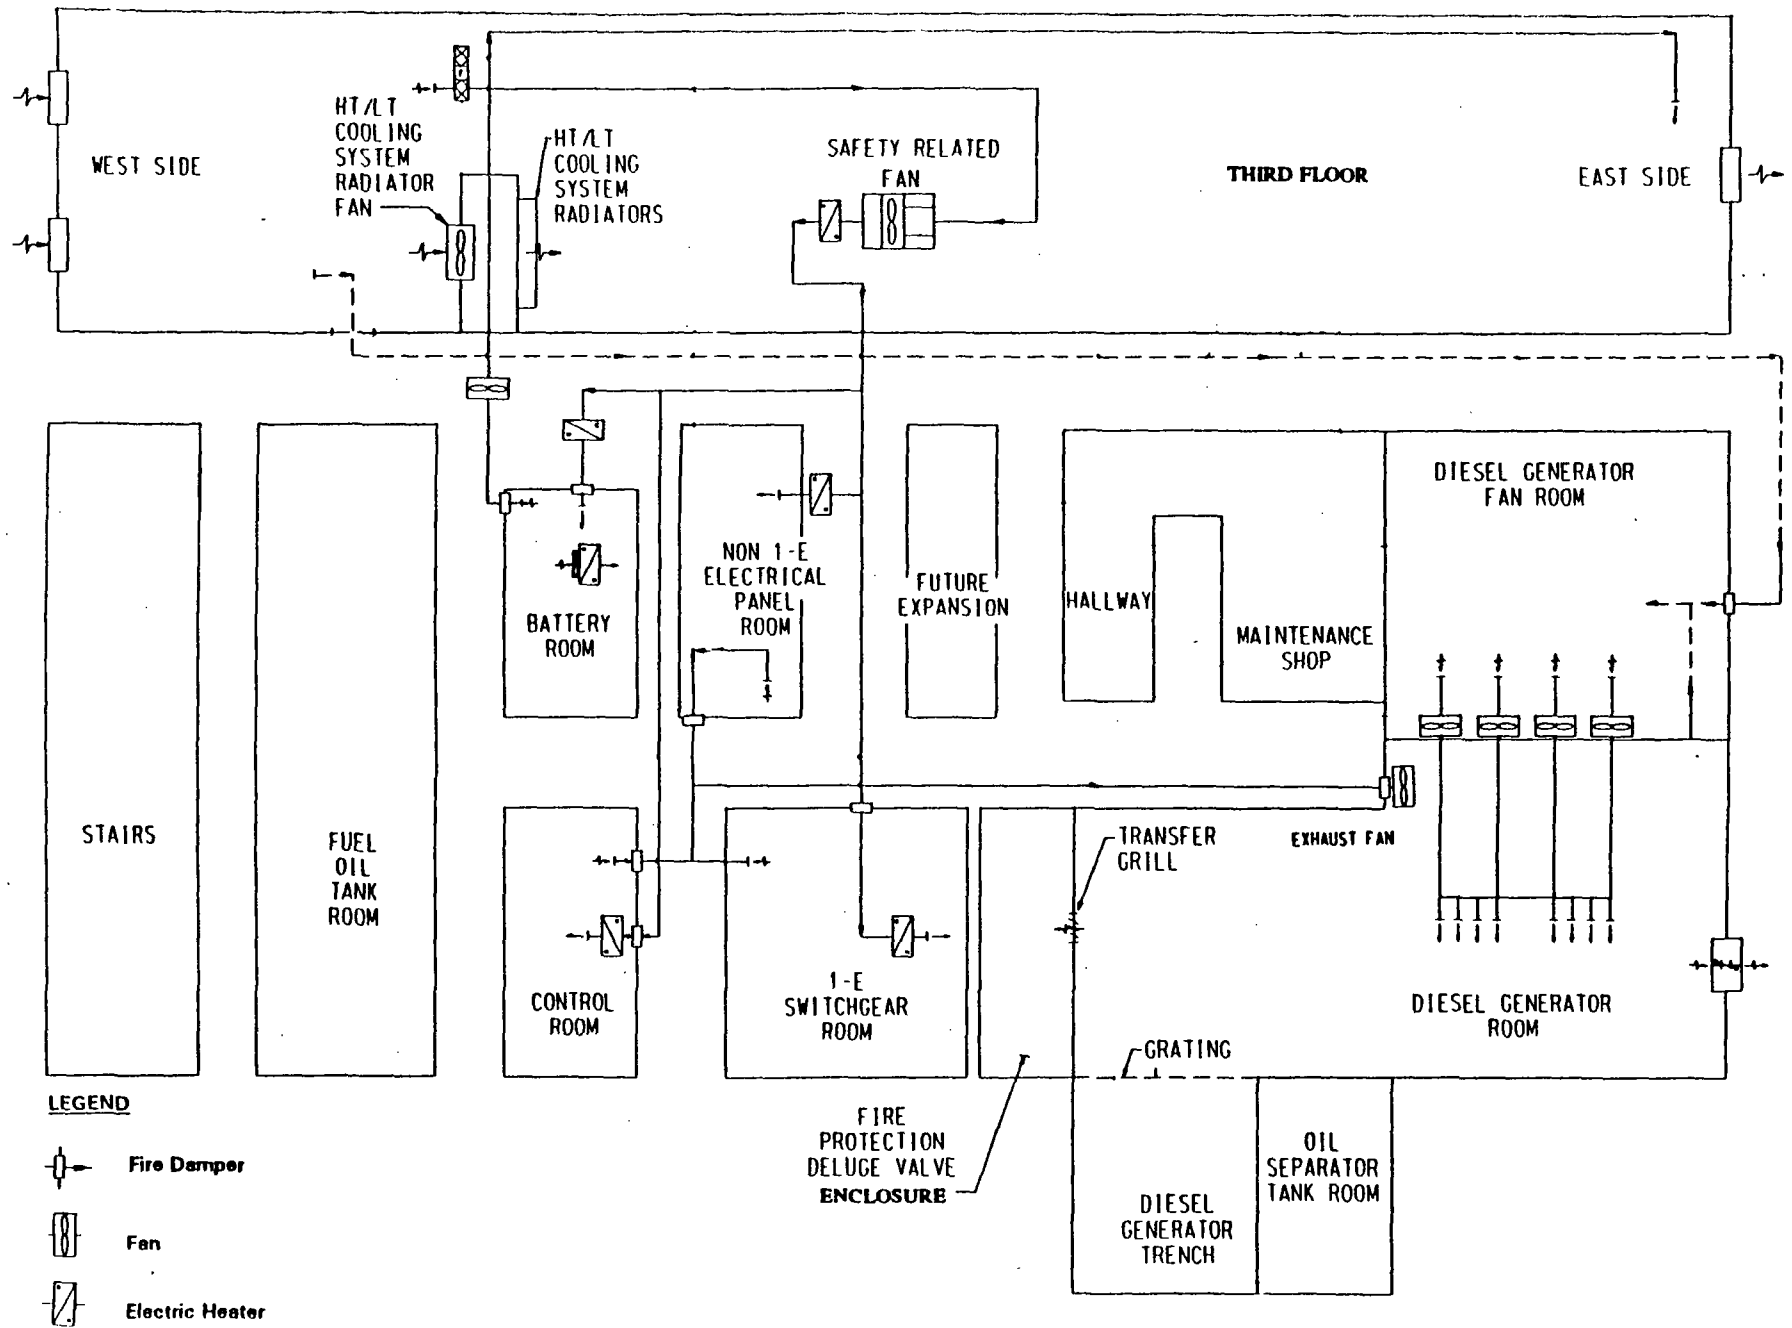 HT/LT
COOLING
SYSTEM
RADIATOR
FAN
WEST SIDE
HT/LT
COOLING
SYSTEM
RADIATORS
SAFETY RELATED
FAN
THIRD FLOOR
EAST SIDE
DIESEL GENERATOR
FAN ROOM
BATTERY
ROOM
NON 1-E
ELECTRICAL
PANEL
ROOM
FUTURE
EXPANSION
HALLWAY
MAINTENANCE
SHOP
STAIRS
FUEL
OIL
TANK
ROOM
TRANSFER
GRILL
EXHAUST FAN
CONTROL
ROOM
1-E
SWITCHGEAR
ROOM
DIESEL GENERATOR
ROOM
GRATING
LEGEND
Fire Damper
Fan
Electric Heater
FIRE
PROTECTION
DELUGE VALVE
ENCLOSURE
DIESEL
GENERATOR
TRENCH
OIL
SEPARATOR
TANK ROOM